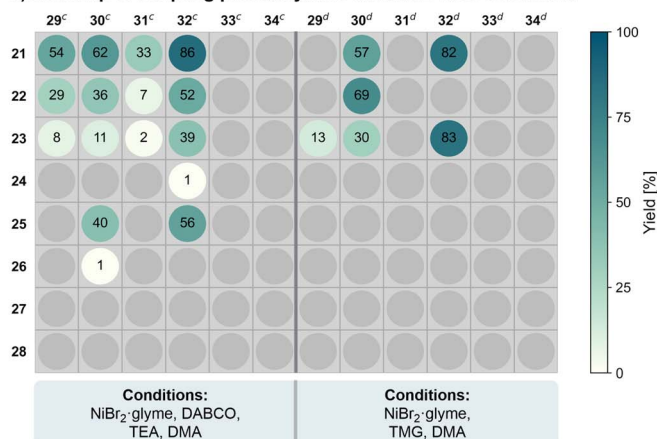 29c 30c 31c 32c 33c 34c 29d 30d 31d 32d 33d 34d
21 54 62 33 86 57 82
22 29 36 7 52 69
23 8 11 2 39 13 30 83
24 1
25 40 56
26 1
27
28
100
75
50
25
0
Yield [%]
Conditions:
NiBr₂·glyme, DABCO,
TEA, DMA
Conditions:
NiBr₂·glyme,
TMG, DMA